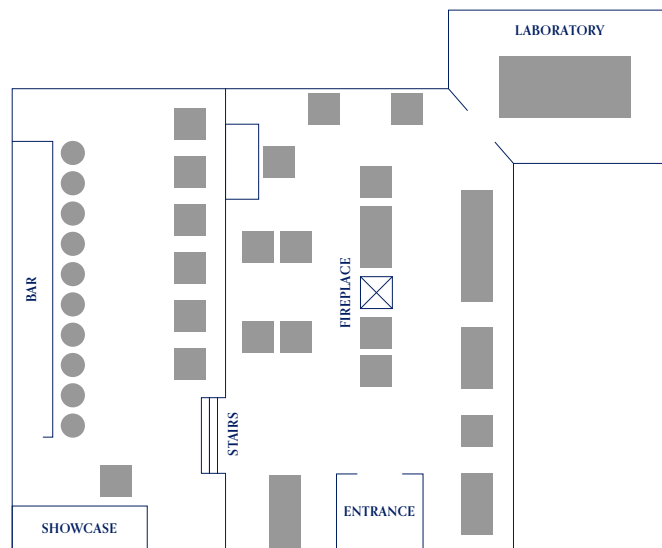 LABORATORY
BAR
FIREPLACE
STAIRS
ENTRANCE
SHOWCASE